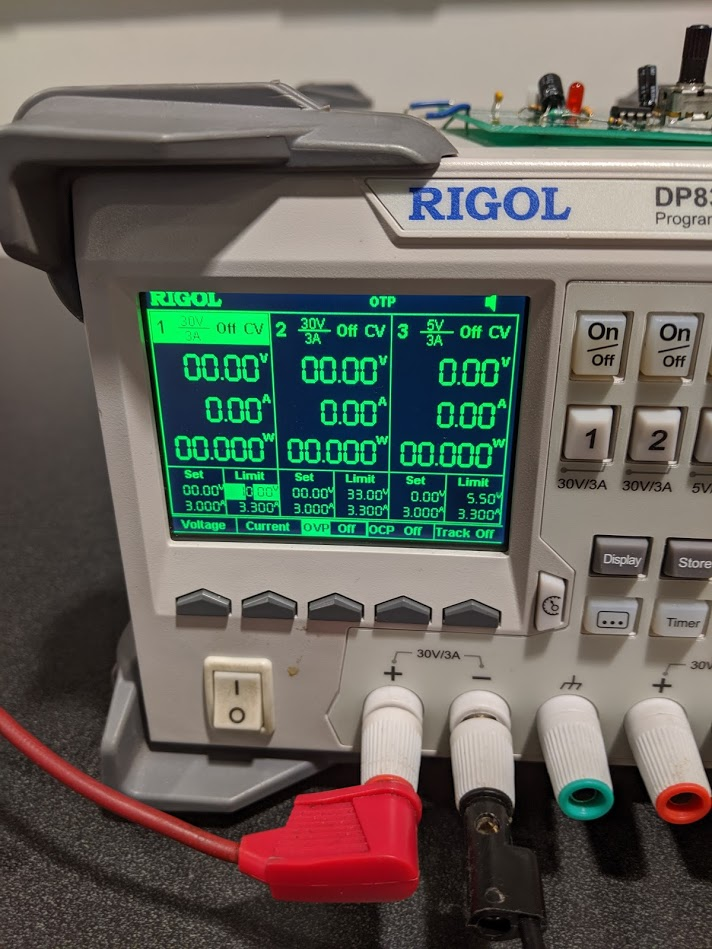 RIGOL DP83
Program
RIGOL OTP
1 30V/3A Off CV 2 30V/3A Off CV 3 5V/3A Off CV
00.00V 00.00V 0.00V
0.00A 0.00A 0.00A
00.000W 00.000W 00.000W
Set Limit Set Limit Set Limit
00.00V 00.00V 33.00V 0.00V 5.50V
3.000A 3.300A 3.000A 3.300A 3.000A 3.300A
Voltage Current OVP Off OCP Off Track Off
On/Off On/Off
1 2
30V/3A 30V/3A 5V/
Display Store
... Timer
I
O
+ 30V/3A - + 30V